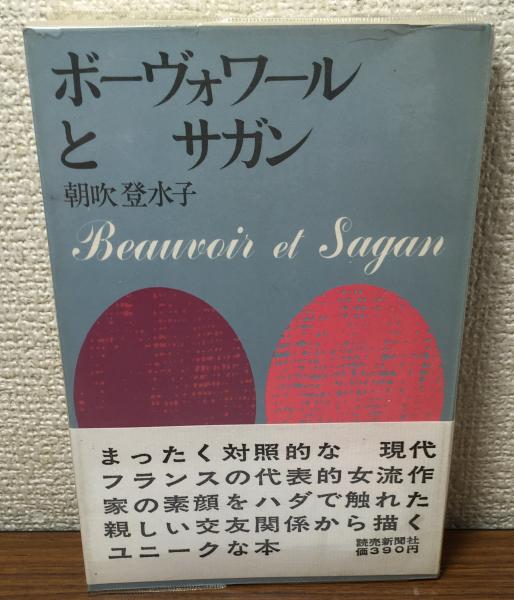 ボーヴォワール
と　サガン
朝吹登水子
Beauvoir et Sagan
まったく対照的な　現代
フランスの代表的女流作
家の素顔をハダで触れた
親しい交友関係から描く
ユニークな本
読売新聞社
価390円